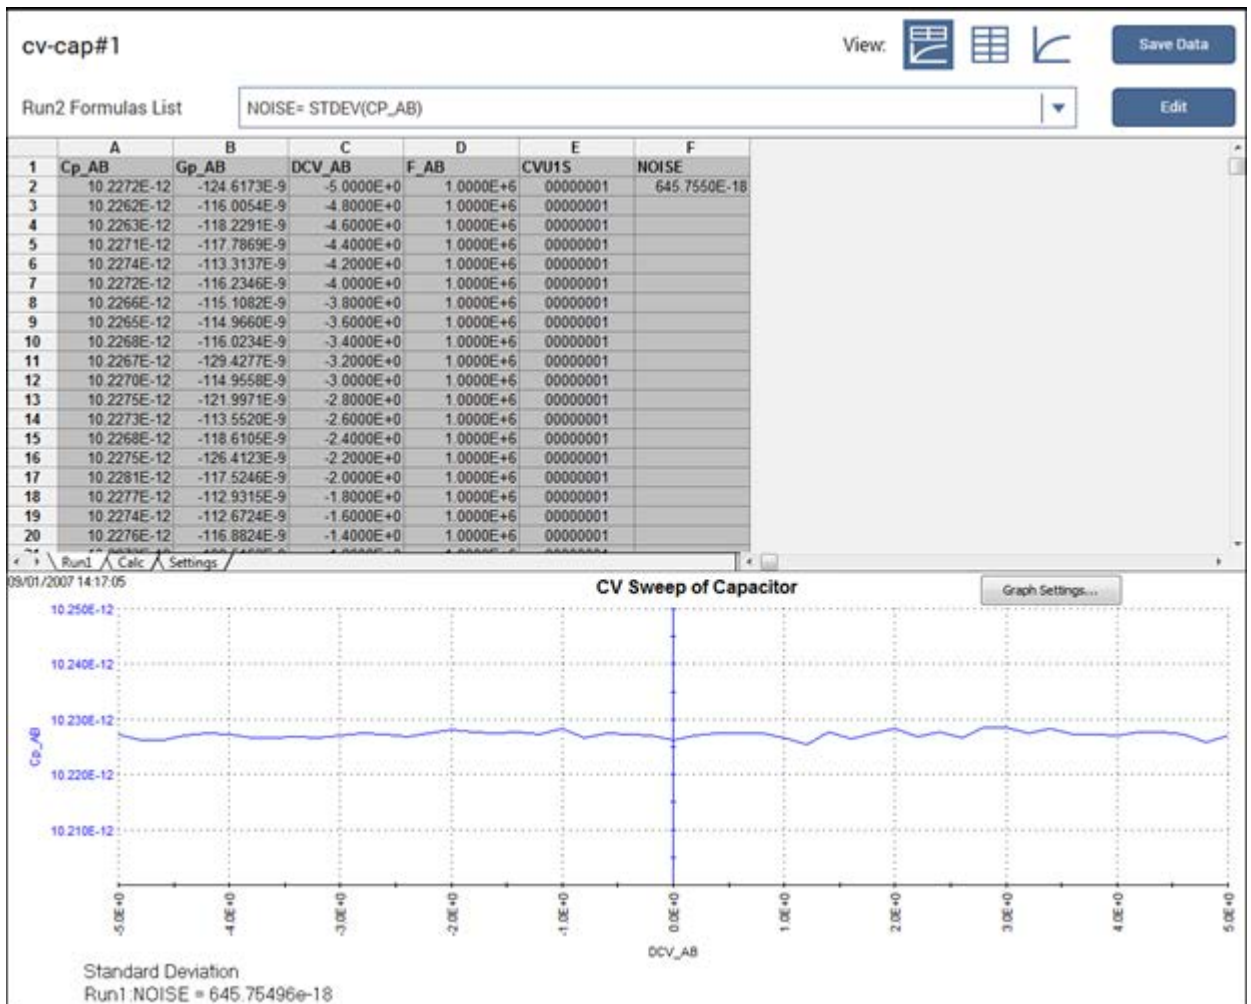 cv-cap#1 View: Save Data
Run2 Formulas List NOISE= STDEV(CP_AB) Edit
A B C D E F
1 Cp_AB Gp_AB DCV_AB F_AB CVU1S NOISE
2 10.2272E-12 -124.6173E-9 -5.0000E+0 1.0000E+6 00000001 645.7550E-18
3 10.2262E-12 -116.0054E-9 -4.8000E+0 1.0000E+6 00000001
4 10.2263E-12 -118.2291E-9 -4.6000E+0 1.0000E+6 00000001
5 10.2271E-12 -117.7869E-9 -4.4000E+0 1.0000E+6 00000001
6 10.2274E-12 -113.3137E-9 -4.2000E+0 1.0000E+6 00000001
7 10.2272E-12 -116.2346E-9 -4.0000E+0 1.0000E+6 00000001
8 10.2266E-12 -115.1082E-9 -3.8000E+0 1.0000E+6 00000001
9 10.2265E-12 -114.9660E-9 -3.6000E+0 1.0000E+6 00000001
10 10.2268E-12 -116.0234E-9 -3.4000E+0 1.0000E+6 00000001
11 10.2267E-12 -129.4277E-9 -3.2000E+0 1.0000E+6 00000001
12 10.2270E-12 -114.9558E-9 -3.0000E+0 1.0000E+6 00000001
13 10.2275E-12 -121.9971E-9 -2.8000E+0 1.0000E+6 00000001
14 10.2273E-12 -113.5520E-9 -2.6000E+0 1.0000E+6 00000001
15 10.2268E-12 -118.6105E-9 -2.4000E+0 1.0000E+6 00000001
16 10.2275E-12 -126.4123E-9 -2.2000E+0 1.0000E+6 00000001
17 10.2281E-12 -117.5246E-9 -2.0000E+0 1.0000E+6 00000001
18 10.2277E-12 -112.9315E-9 -1.8000E+0 1.0000E+6 00000001
19 10.2274E-12 -112.6724E-9 -1.6000E+0 1.0000E+6 00000001
20 10.2276E-12 -116.8824E-9 -1.4000E+0 1.0000E+6 00000001
Run1 Calc Settings
09/01/2007 14:17:05 CV Sweep of Capacitor Graph Settings...
10.250E-12
10.240E-12
10.230E-12
10.220E-12
10.210E-12
Cp_AB
-5.0E+0 -4.0E+0 -3.0E+0 -2.0E+0 -1.0E+0 0.0E+0 1.0E+0 2.0E+0 3.0E+0 4.0E+0 5.0E+0
DCV_AB
Standard Deviation
Run1:NOISE = 645.75496e-18